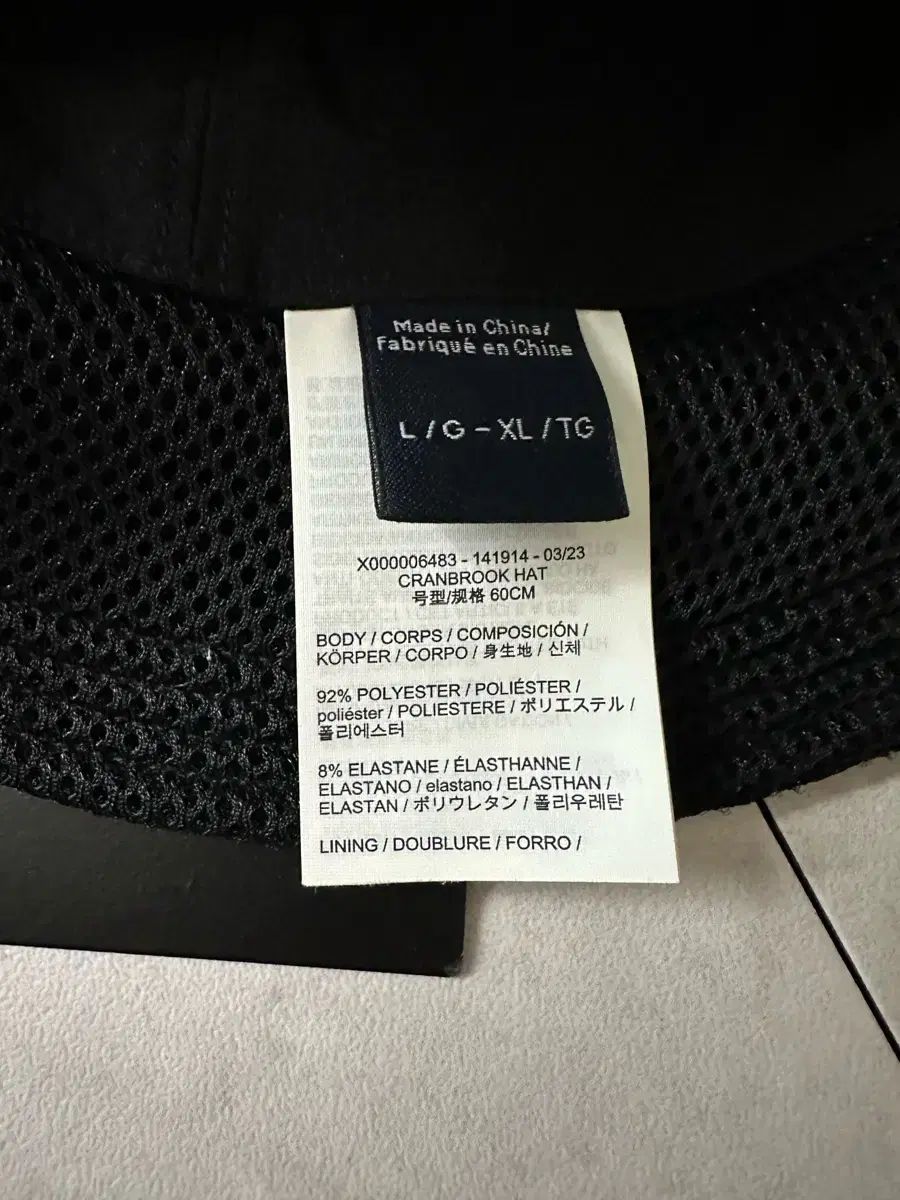 Made in China/
Fabriqué en Chine
L / G - XL / TG
X000006483 - 141914 - 03/23
CRANBROOK HAT
号型/规格 60CM
BODY / CORPS / COMPOSICIÓN /
KÖRPER / CORPO / 身生地 / 신체
92% POLYESTER / POLIÉSTER /
poliéster / POLIESTERE / ポリエステル /
폴리에스터
8% ELASTANE / ÉLASTHANNE /
ELASTANO / elastano / ELASTHAN /
ELASTAN / ポリウレタン / 폴리우레탄
LINING / DOUBLURE / FORRO /